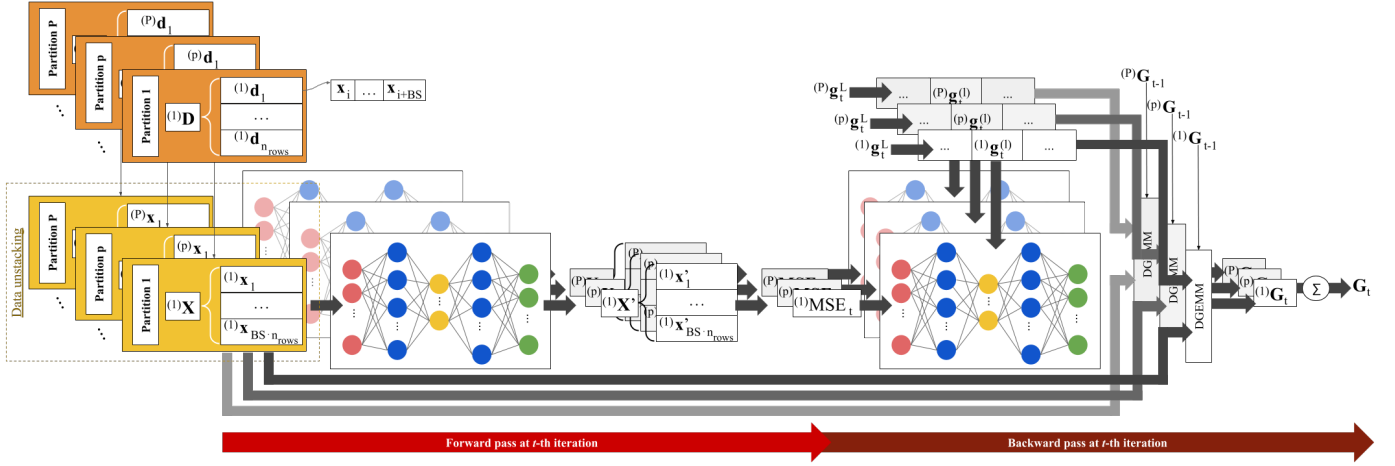 Partition P
(P)d1
Partition p
(p)d1
Partition 1
(1)D
(1)d1
...
(1)dnrows
xi ... xi+BS
Data unstacking
Partition P
(P)x1
Partition p
(p)x1
Partition 1
(1)X
(1)x1
...
(1)xBS·nrows
(P)
(p)
(1)X'
(P)
(p)
(p)
(1)x'1
...
(1)x'BS·nrows
(P)MSE
(p)MSE
(1)MSEt
(P)gtL ... (P)gt(l) ...
(p)gtL ... (p)gt(l) ...
(1)gtL ... (1)gt(l) ...
(P)Gt-1
(p)Gt-1
(1)Gt-1
DGEMM
DGEMM
DGEMM
(P)
(p)
(1)Gt
Σ
Gt
Forward pass at t-th iteration
Backward pass at t-th iteration